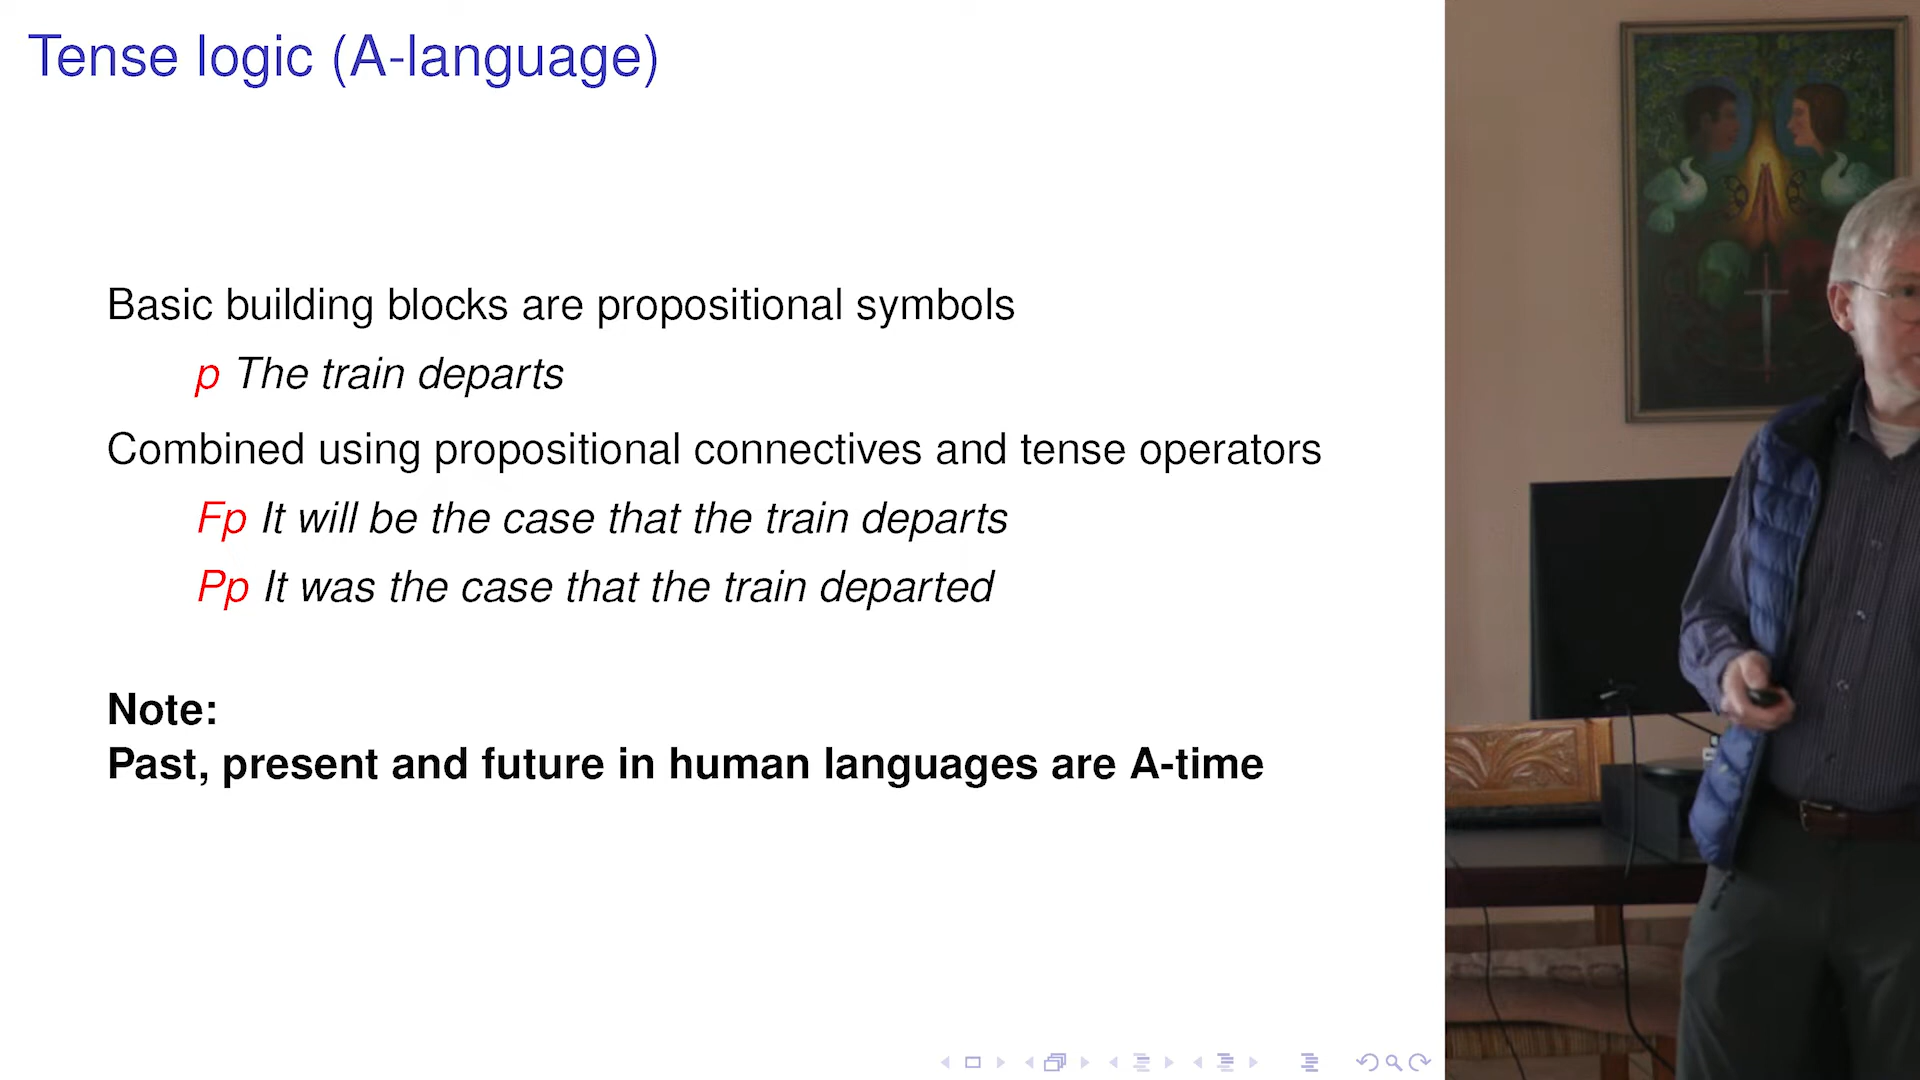 Tense logic (A-language)
Basic building blocks are propositional symbols
p The train departs
Combined using propositional connectives and tense operators
Fp It will be the case that the train departs
Pp It was the case that the train departed
Note:
Past, present and future in human languages are A-time